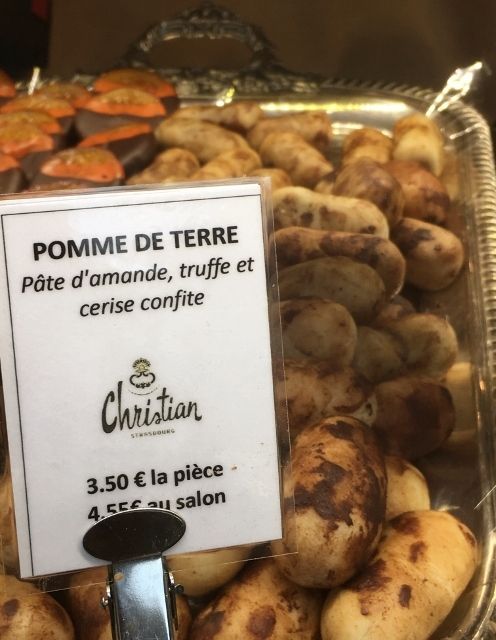 POMME DE TERRE
Pâte d'amande, truffe et
cerise confite
Christian
STRASBOURG
3.50 € la pièce
4.55€ au salon